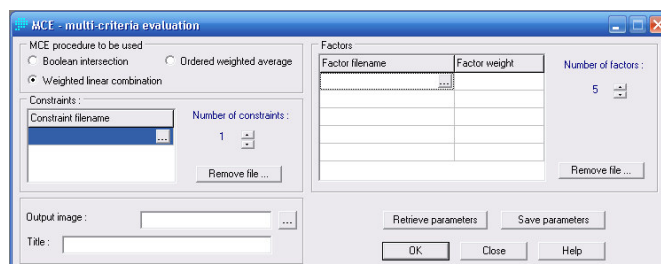 MCE - multi-criteria evaluation
MCE procedure to be used
Boolean intersection
Ordered weighted average
Weighted linear combination
Constraints :
Constraint filename
...
Number of constraints :
1
Remove file ...
Factors
Factor filename
Factor weight
...
Number of factors :
5
Remove file ...
Output image :
...
Title :
Retrieve parameters
Save parameters
OK
Close
Help